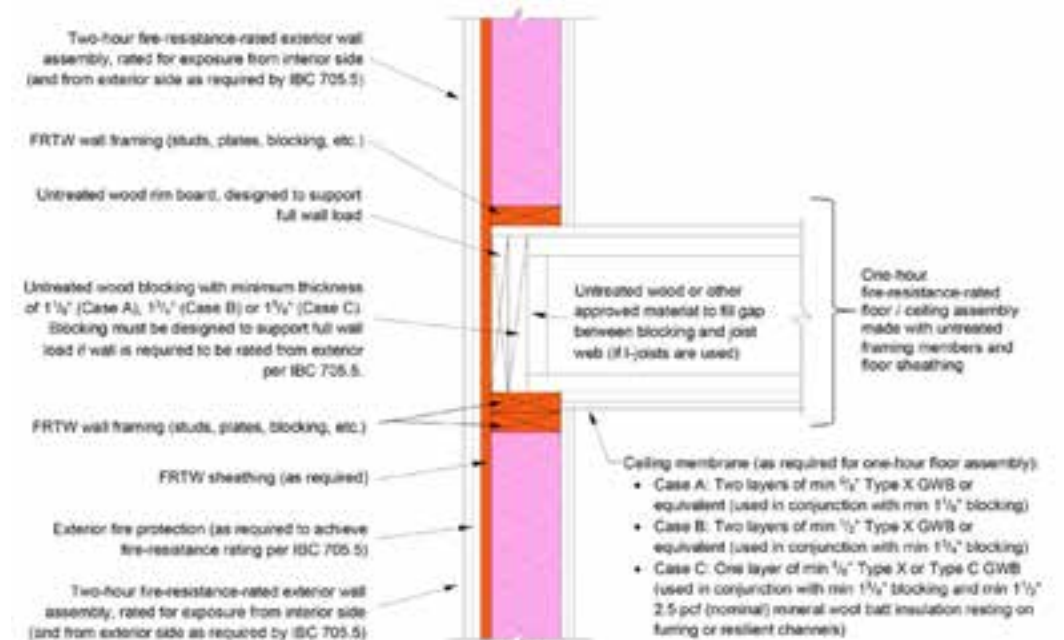 Two-hour fire-resistance-rated exterior wall
assembly, rated for exposure from interior side
(and from exterior side as required by IBC 705.5)
FRTW wall framing (studs, plates, blocking, etc.)
Untreated wood rim board, designed to support
full wall load
Untreated wood blocking with minimum thickness
of (Case A), (Case B) or (Case C).
Blocking must be designed to support full wall
load if wall is required to be rated from exterior
per IBC 705.5.
FRTW wall framing (studs, plates, blocking, etc.)
FRTW sheathing (as required)
Exterior fire protection (as required to achieve
fire-resistance rating per IBC 705.5)
Two-hour fire-resistance-rated exterior wall
assembly, rated for exposure from interior side
(and from exterior side as required by IBC 705.5)
Untreated wood or other
approved material to fill gap
between blocking and joist
web (if I-joists are used)
One-hour
fire-resistance-rated
floor / ceiling assembly
made with untreated
framing members and
floor sheathing
Ceiling membrane (as required for one-hour floor assembly):
• Case A: Two layers of min ⁵/₈" Type X GWB or
equivalent (used in conjunction with min blocking)
• Case B: Two layers of min ¹/₂" Type X GWB or
equivalent (used in conjunction with min blocking)
• Case C: One layer of min ⁵/₈" Type X or Type C GWB
(used in conjunction with min blocking and min 1¹/₂"
2.5 pcf (nominal) mineral wool batt insulation resting on
furring or resilient channels)